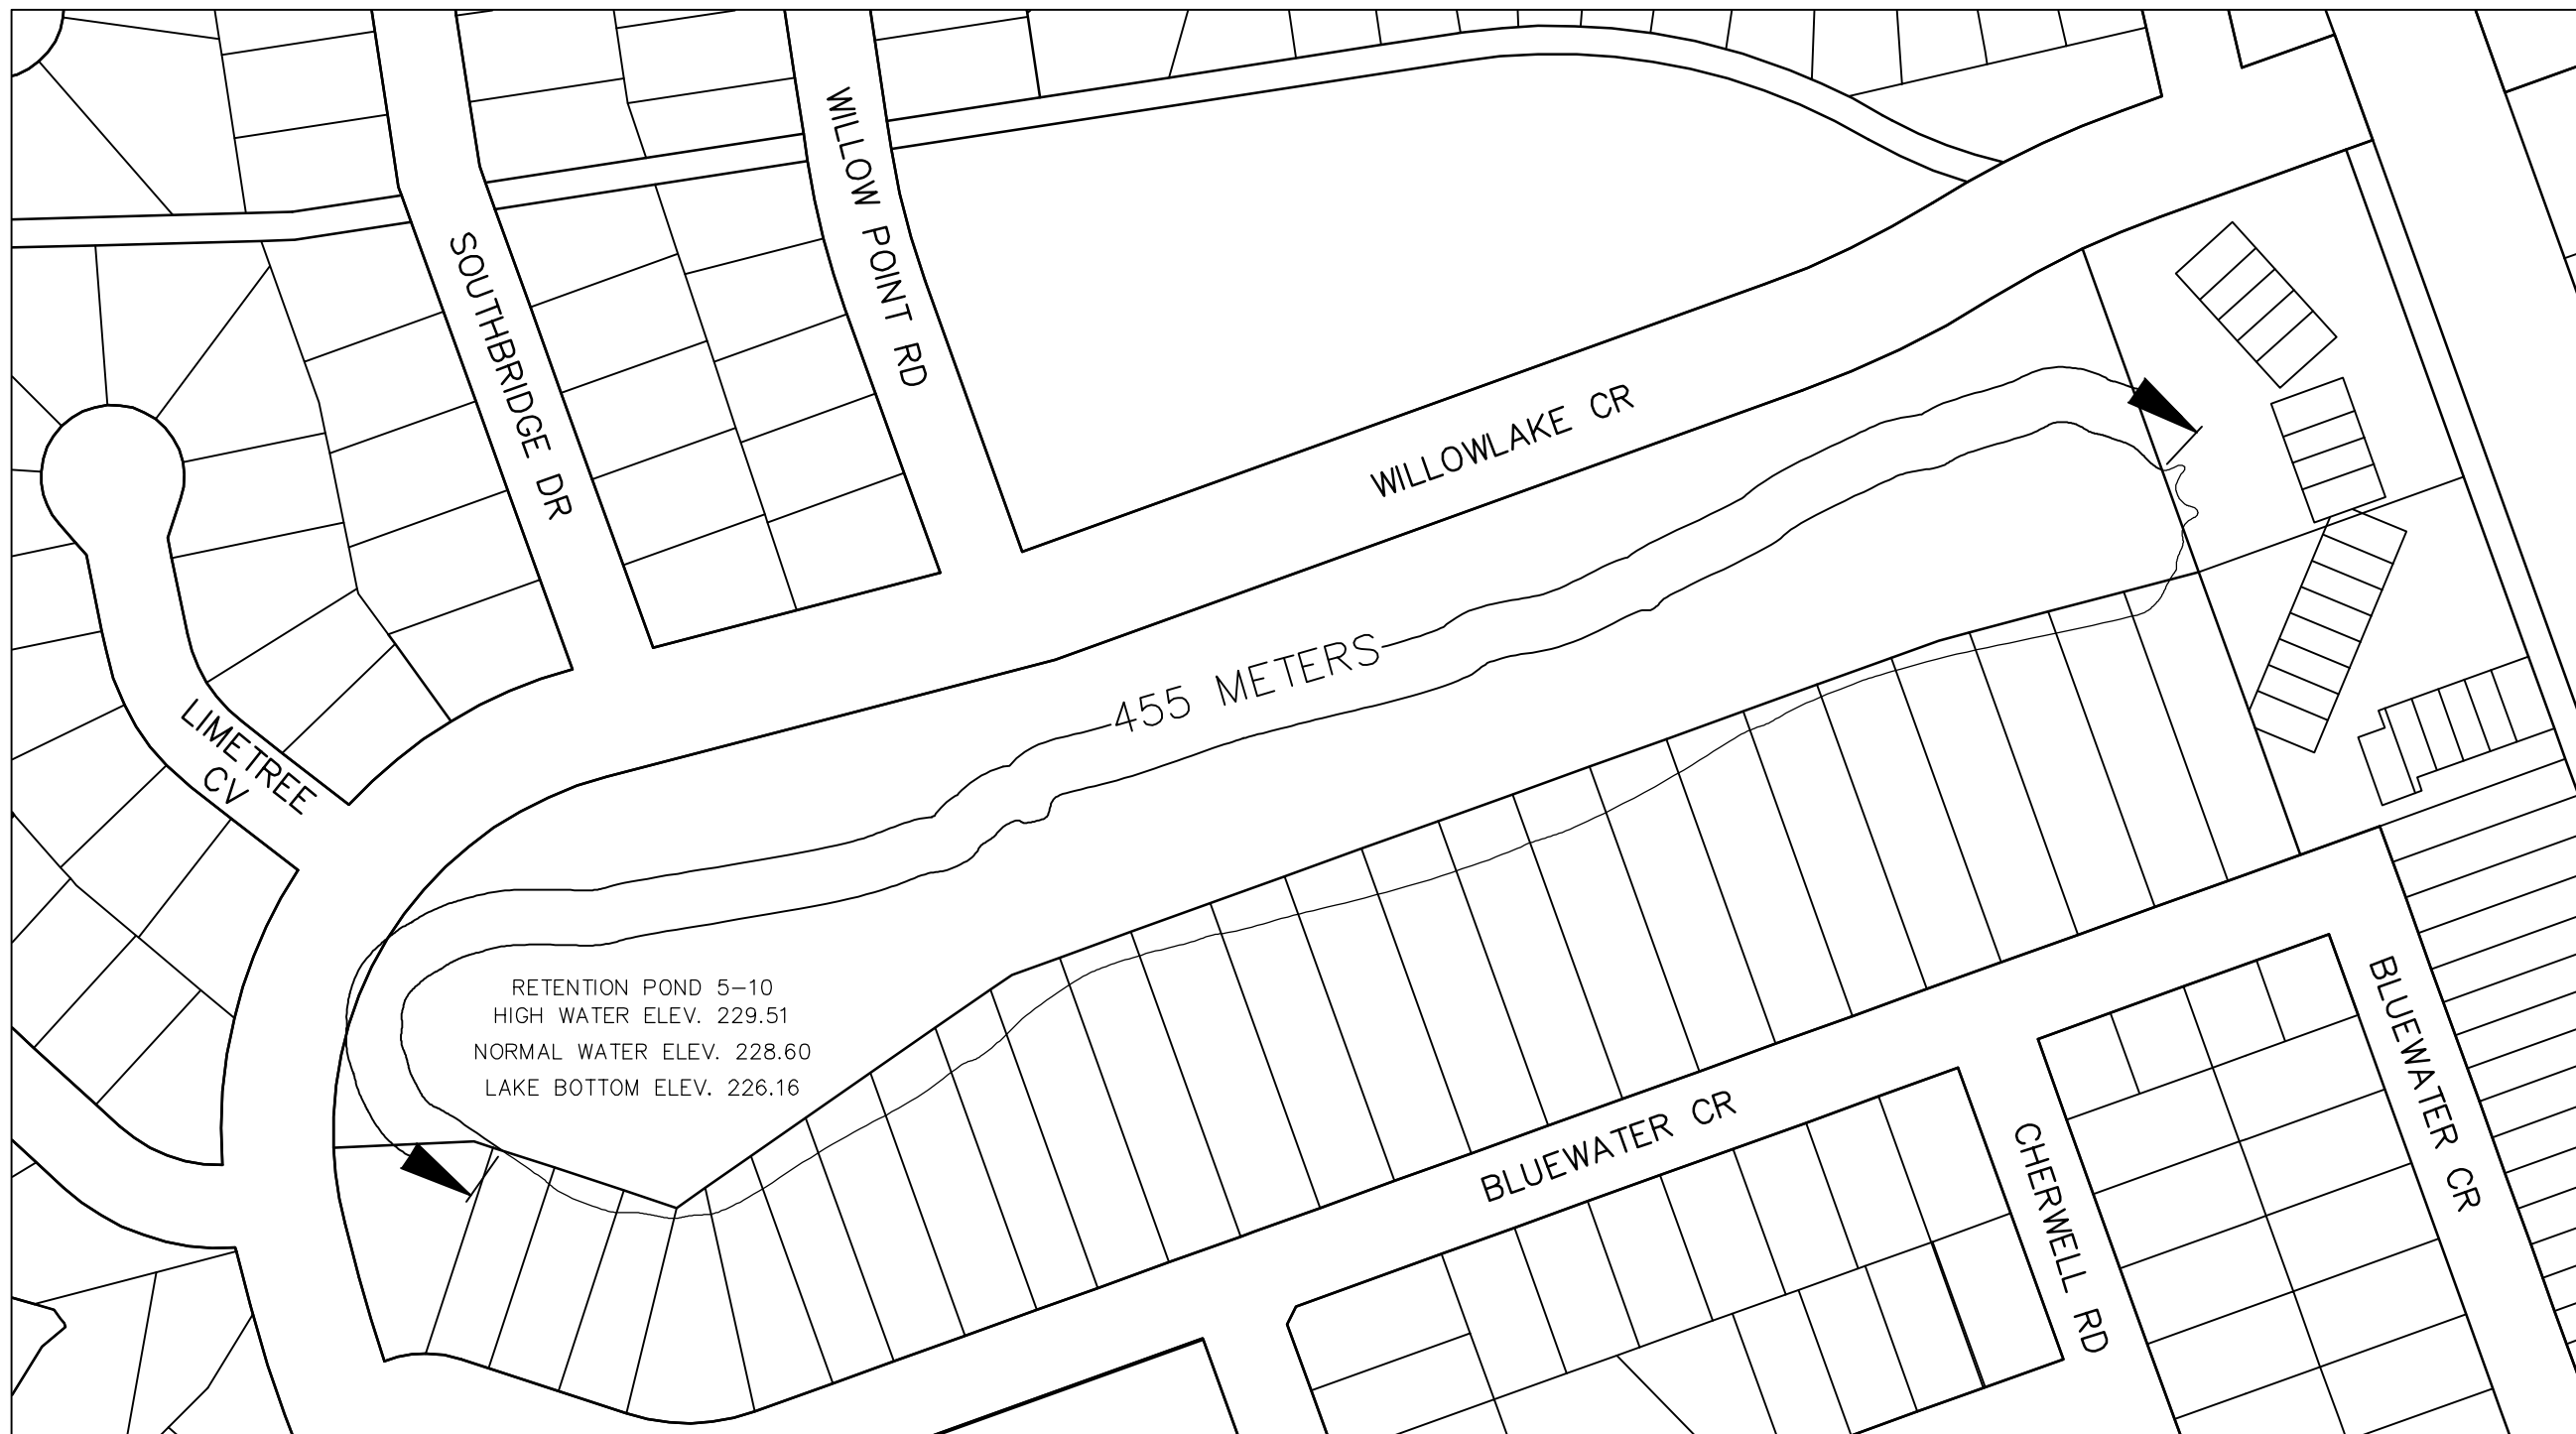 WILLOW POINT RD
SOUTHBRIDGE DR
WILLOWLAKE CR
455 METERS
LIMETREE
CV
RETENTION POND 5-10
HIGH WATER ELEV. 229.51
NORMAL WATER ELEV. 228.60
LAKE BOTTOM ELEV. 226.16
BLUEWATER CR
BLUEWATER CR
CHERWELL RD